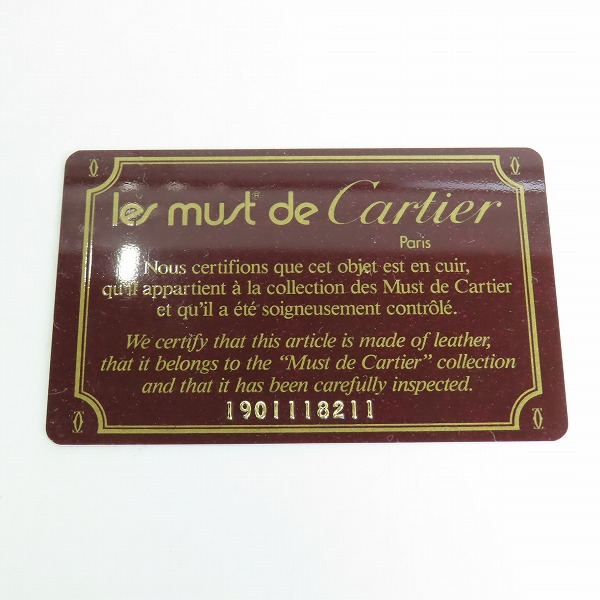 les must de Cartier
Paris
Nous certifions que cet objet est en cuir,
qu'il appartient à la collection des Must de Cartier
et qu'il a été soigneusement contrôlé.
We certify that this article is made of leather,
that it belongs to the "Must de Cartier" collection
and that it has been carefully inspected.
1901118211